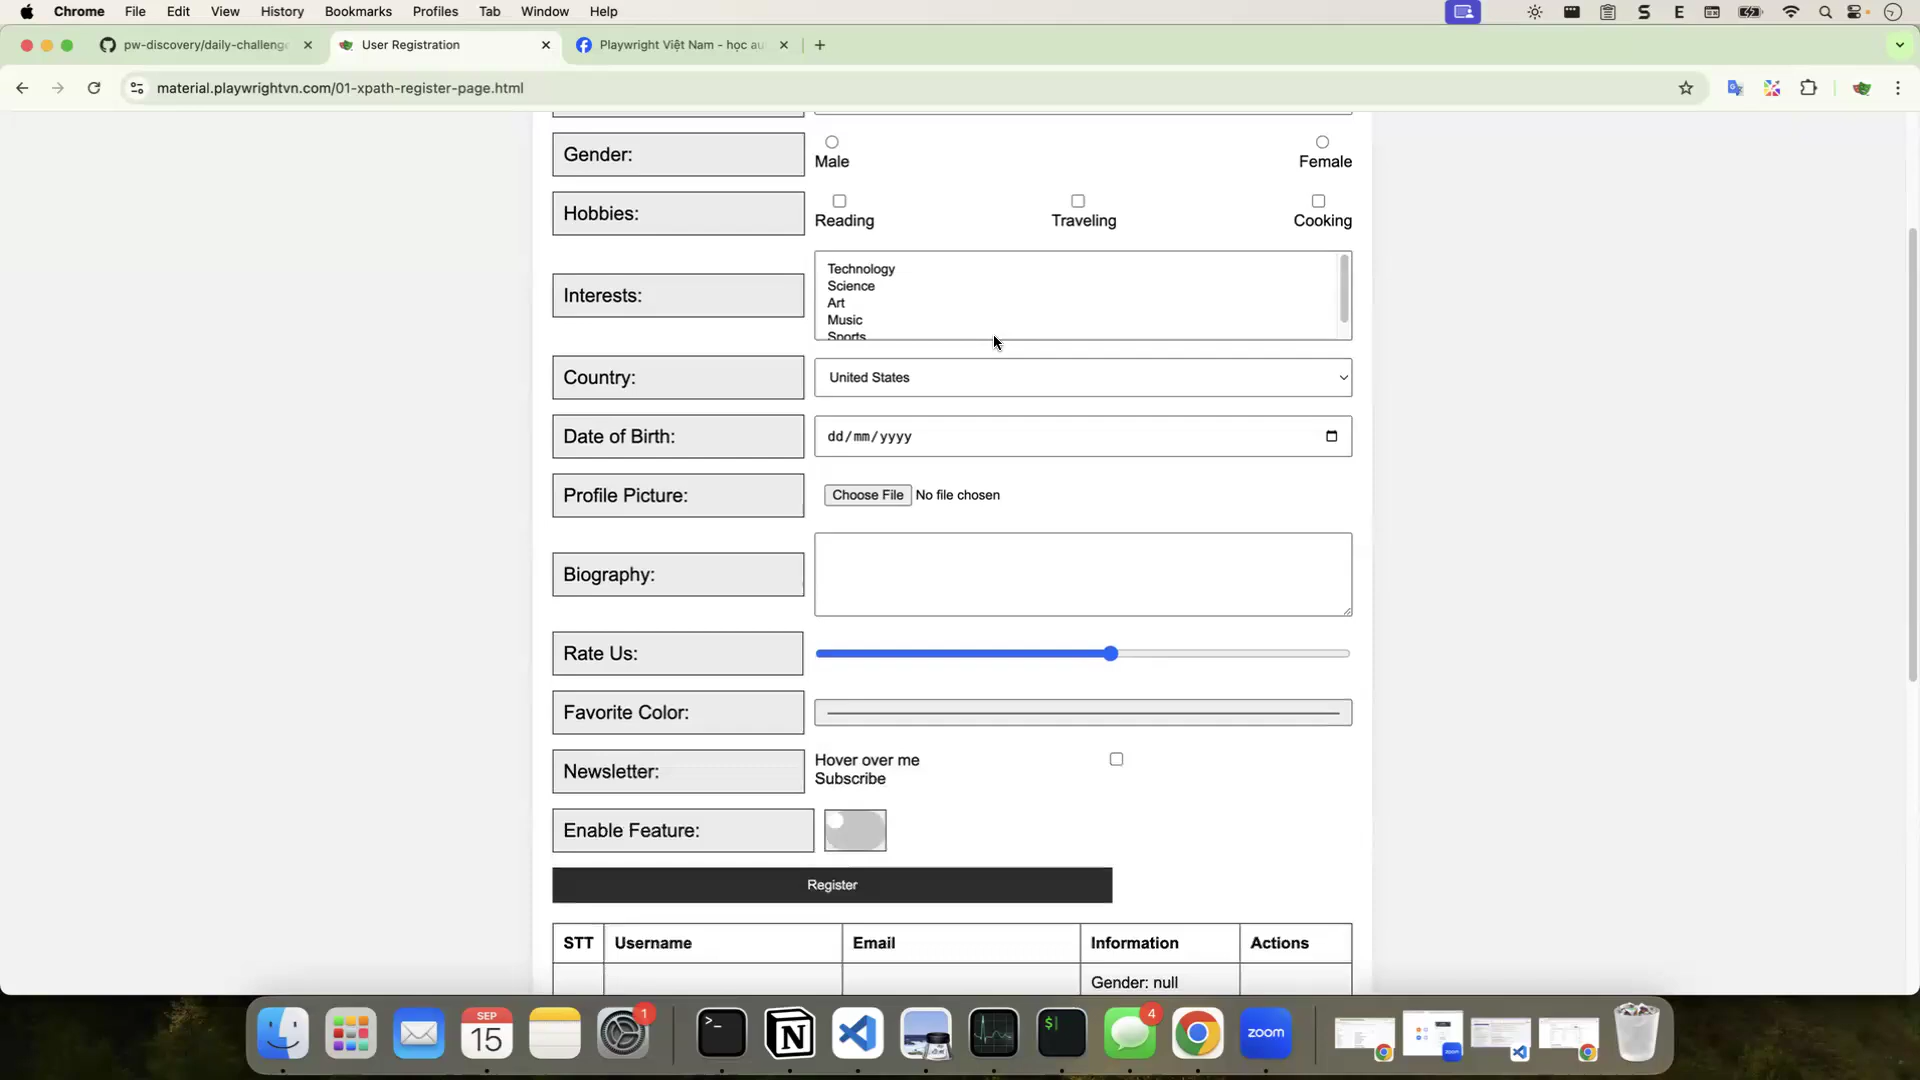 Chrome File Edit View History Bookmarks Profiles Tab Window Help
pw-discovery/daily-challeng
User Registration
Playwright Việt Nam - học au
material.playwrightvn.com/01-xpath-register-page.html
Gender:
Male
Female
Hobbies:
Reading
Traveling
Cooking
Interests:
Technology
Science
Art
Music
Sports
Country:
United States
Date of Birth:
dd/mm/yyyy
Profile Picture:
Choose File No file chosen
Biography:
Rate Us:
Favorite Color:
Newsletter:
Hover over me
Subscribe
Enable Feature:
Register
STT Username Email Information Actions
Gender: null
SEP
15
1
4
zoom